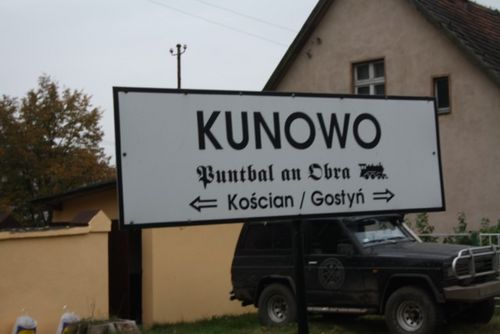 KUNOWO
Puntbal an Obra
⇐ Kościan / Gostyń ⇒